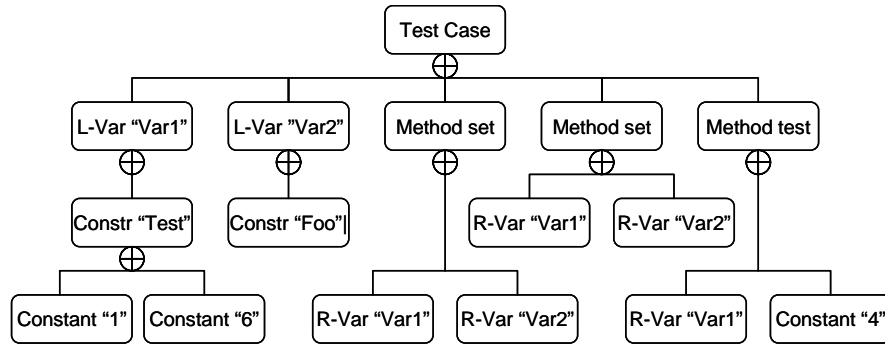 Test Case
L-Var “Var1”
L-Var ”Var2”
Method set
Method set
Method test
Constr “Test”
Constr “Foo”|
R-Var “Var1”
R-Var “Var2”
Constant “1”
Constant “6”
R-Var “Var1”
R-Var “Var2”
R-Var “Var1”
Constant “4”